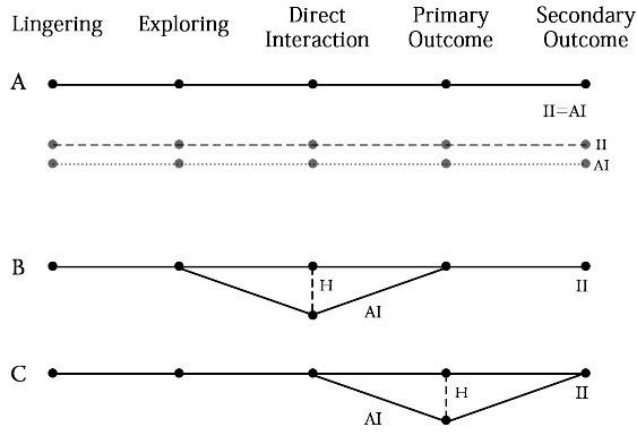 Lingering Exploring Direct Interaction Primary Outcome Secondary Outcome
A
II=AI
II
AI
B
H
II
AI
C
H
II
AI